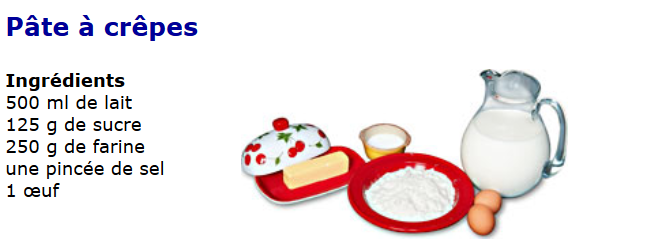 Pâte à crêpes
Ingrédients
500 ml de lait
125 g de sucre
250 g de farine
une pincée de sel
1 œuf